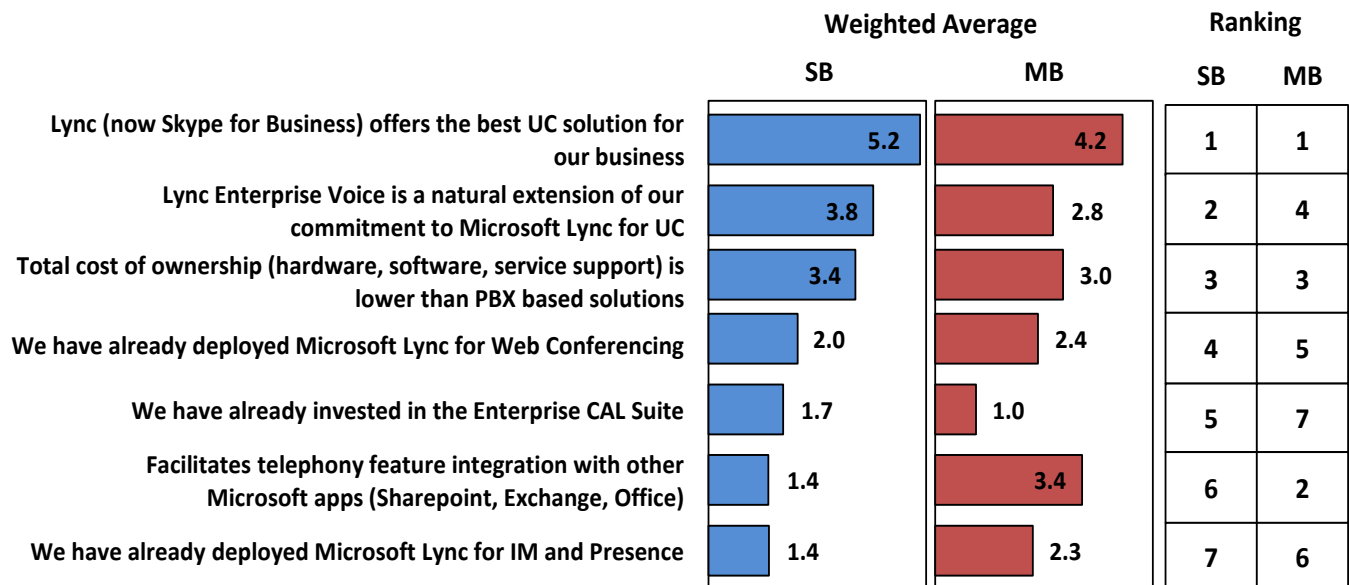 Weighted Average Ranking
SB MB SB MB
Lync (now Skype for Business) offers the best UC solution for
our business
5.2 4.2 1 1
Lync Enterprise Voice is a natural extension of our
commitment to Microsoft Lync for UC
3.8 2.8 2 4
Total cost of ownership (hardware, software, service support) is
lower than PBX based solutions
3.4 3.0 3 3
We have already deployed Microsoft Lync for Web Conferencing 2.0 2.4 4 5
We have already invested in the Enterprise CAL Suite 1.7 1.0 5 7
Facilitates telephony feature integration with other
Microsoft apps (Sharepoint, Exchange, Office)
1.4 3.4 6 2
We have already deployed Microsoft Lync for IM and Presence 1.4 2.3 7 6